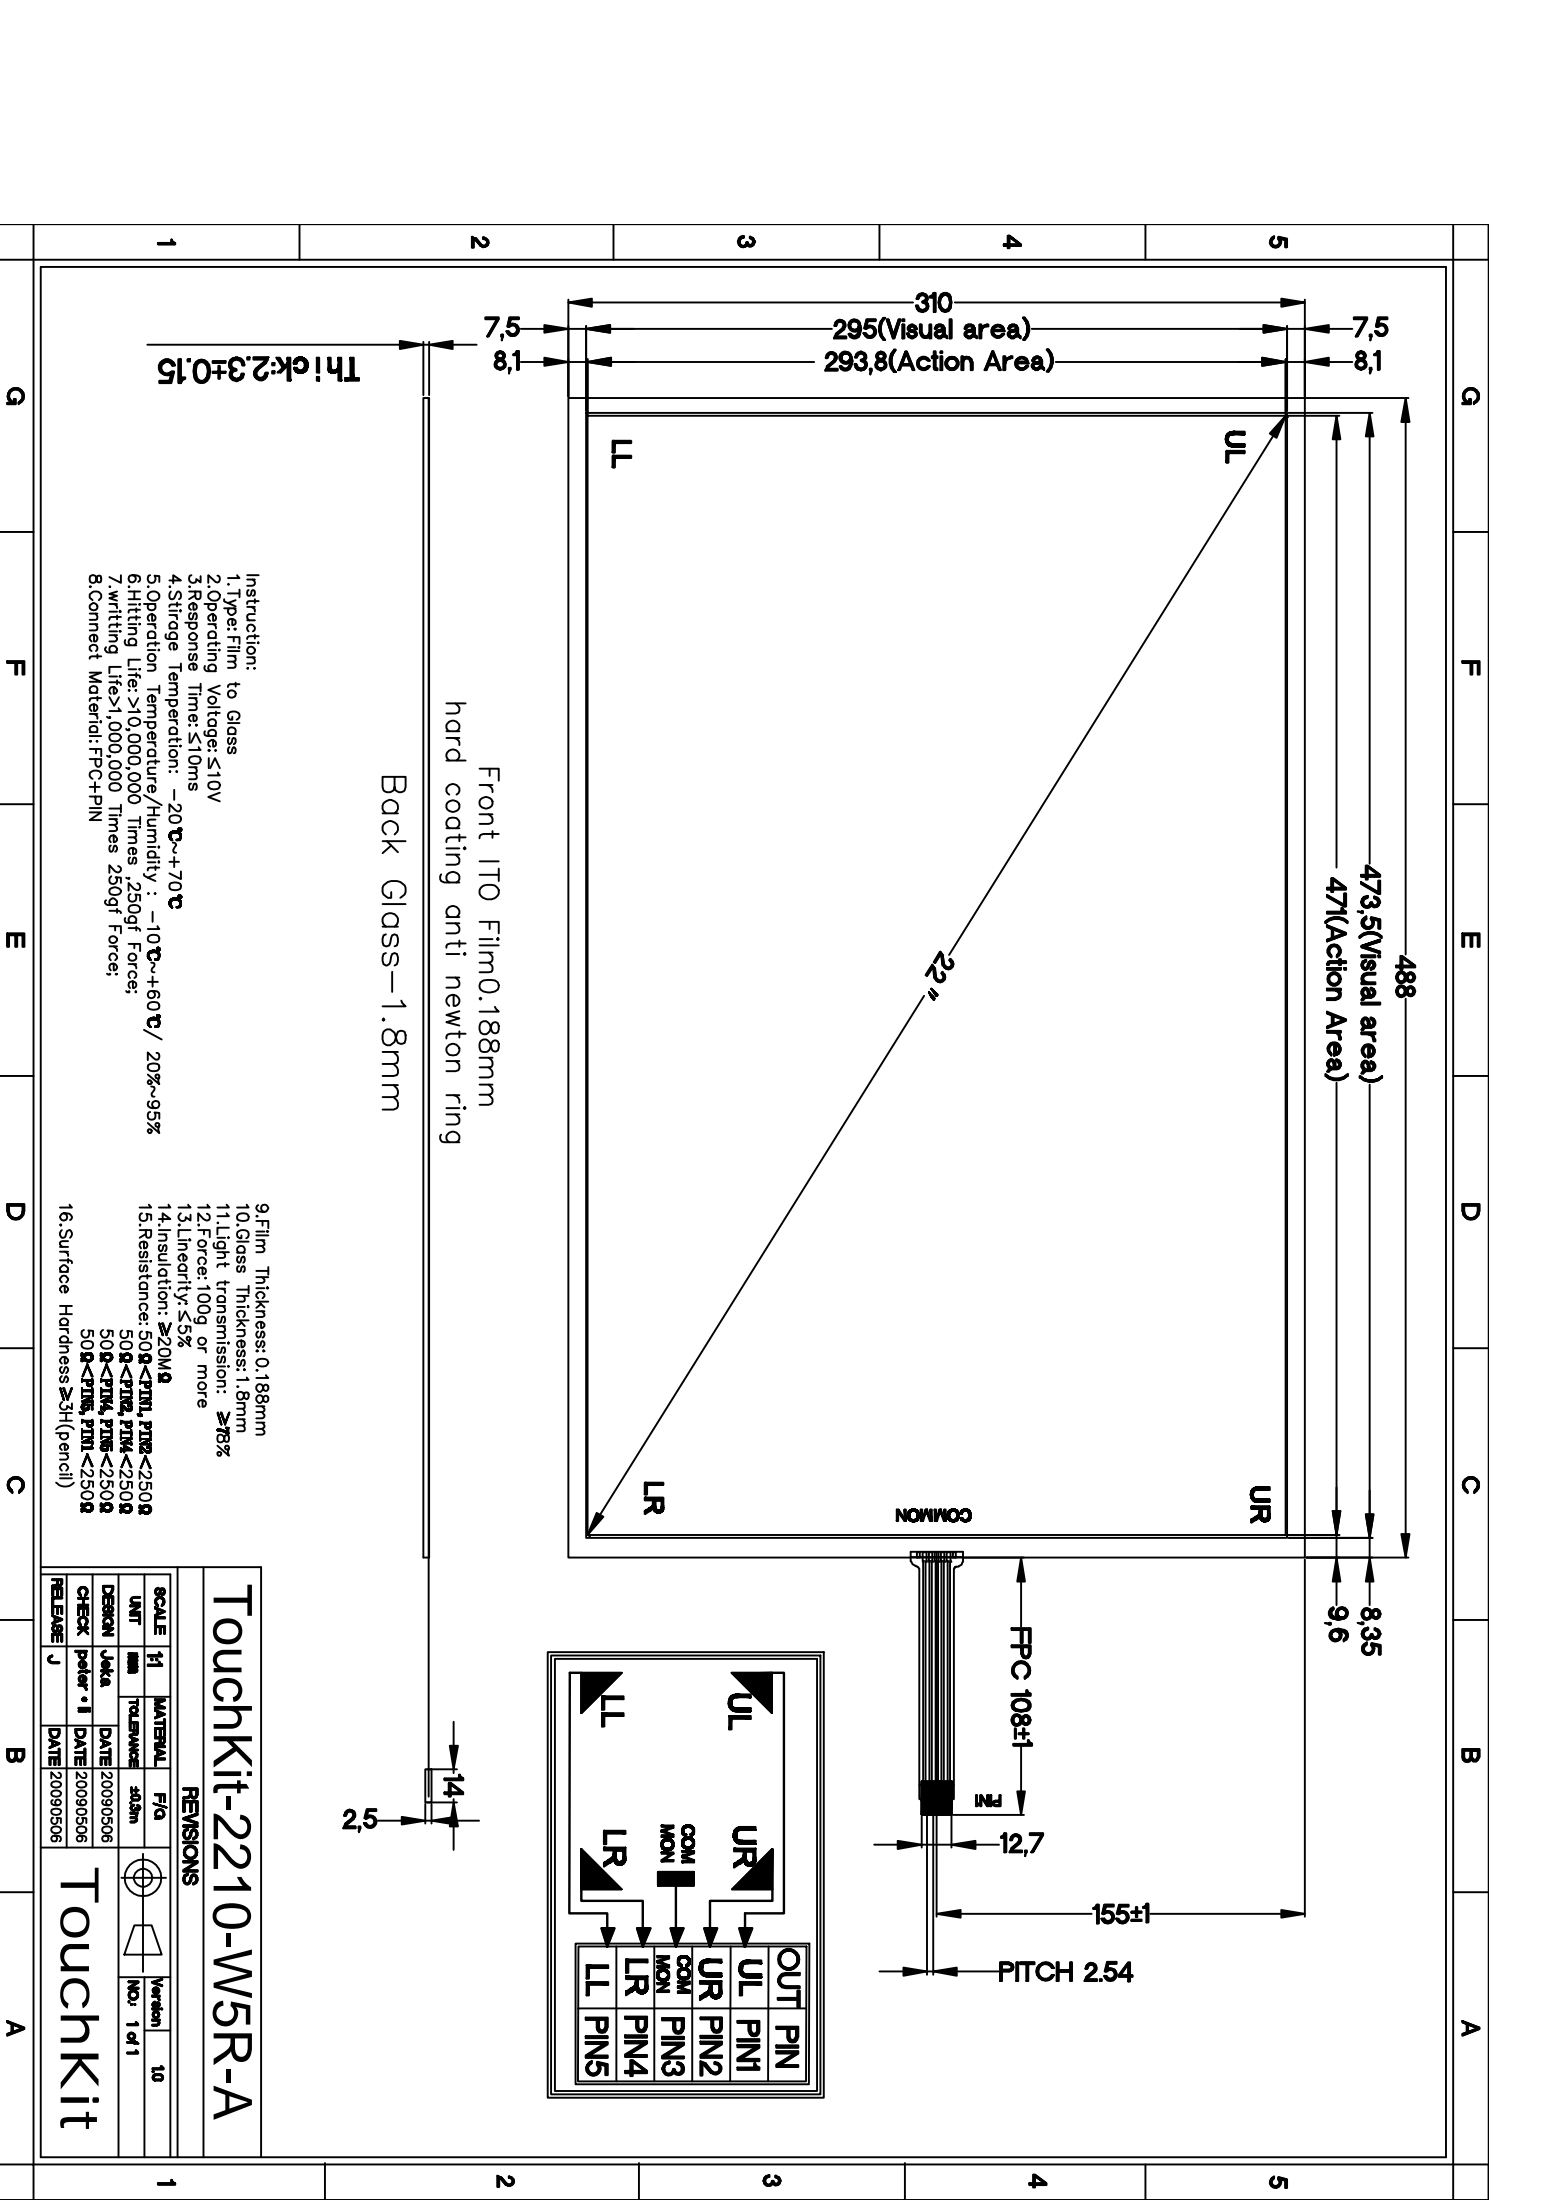 5
4
3
2
1
G
F
E
D
C
B
A
488
473,5(Visual area)
471(Action Area)
8,35
9,6
310
295(Visual area)
293,8(Action Area)
7,5
8,1
7,5
8,1
UL
UR
LL
LR
22"
COMMON
FPC 108±1
PIN1
12,7
155±1
PITCH 2.54
OUT PIN
UL PIN1
UR PIN2
COM MON PIN3
LR PIN4
LL PIN5
UL
UR
COM
MON
LL
LR
Front ITO Film0.188mm
hard coating anti newton ring
Back Glass-1.8mm
Thick:2.3±0.15
14
2,5
Instruction:
1.Type:Film to Glass
2.Operating Voltage:≤10V
3.Response Time:≤10ms
4.Stirage Temperation: -20℃~+70℃
5.Operation Temperature/Humidity: -10℃~+60℃/ 20%~95%
6.Hitting Life:>10,000,000 Times ,250gf Force;
7.writting Life>1,000,000 Times 250gf Force;
8.Connect Material:FPC+PIN
9.Film Thickness:0.188mm
10.Glass Thickness:1.8mm
11.Light transmission: ≥78%
12.Force:100g or more
13.Linearity:≤5%
14.Insulation:≥20MΩ
15.Resistance:50Ω<PIN1,PIN2<250Ω
50Ω<PIN2,PIN4<250Ω
50Ω<PIN4,PIN5<250Ω
50Ω<PIN5,PIN1<250Ω
16.Surface Hardness≥3H(pencil)
TouchKit-2210-W5R-A
REVISIONS
SCALE 1:1 MATERIAL F/G
UNIT mm TOLERANCE ±0.3m
DESIGN Jeka DATE 20090506
CHECK peter·li DATE 20090506
RELEASE J DATE 20090506
Version 1.0
NO.: 1 of 1
TouchKit
G
F
E
D
C
B
A
5
4
3
2
1